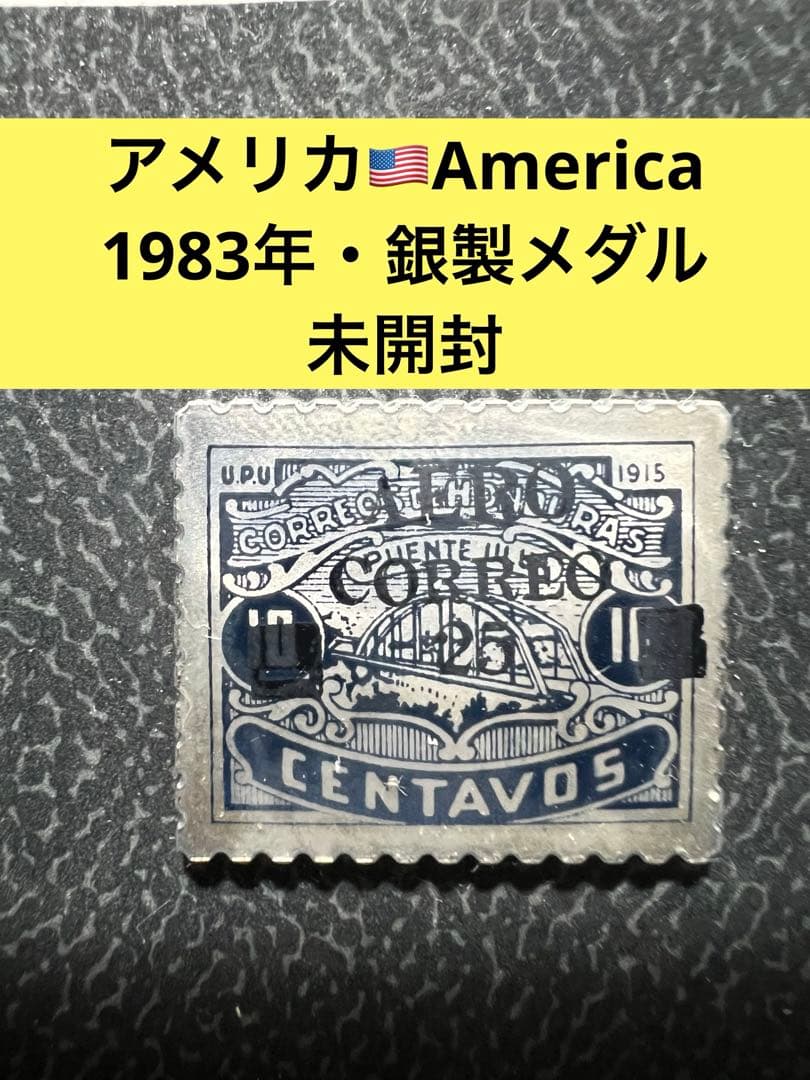 アメリカ🇺🇸America
1983年・銀製メダル
未開封
U.P.U 1915
AERO
CORREOS DE HONDURAS
PUENTE
CORREO
10
25
CENTAVOS